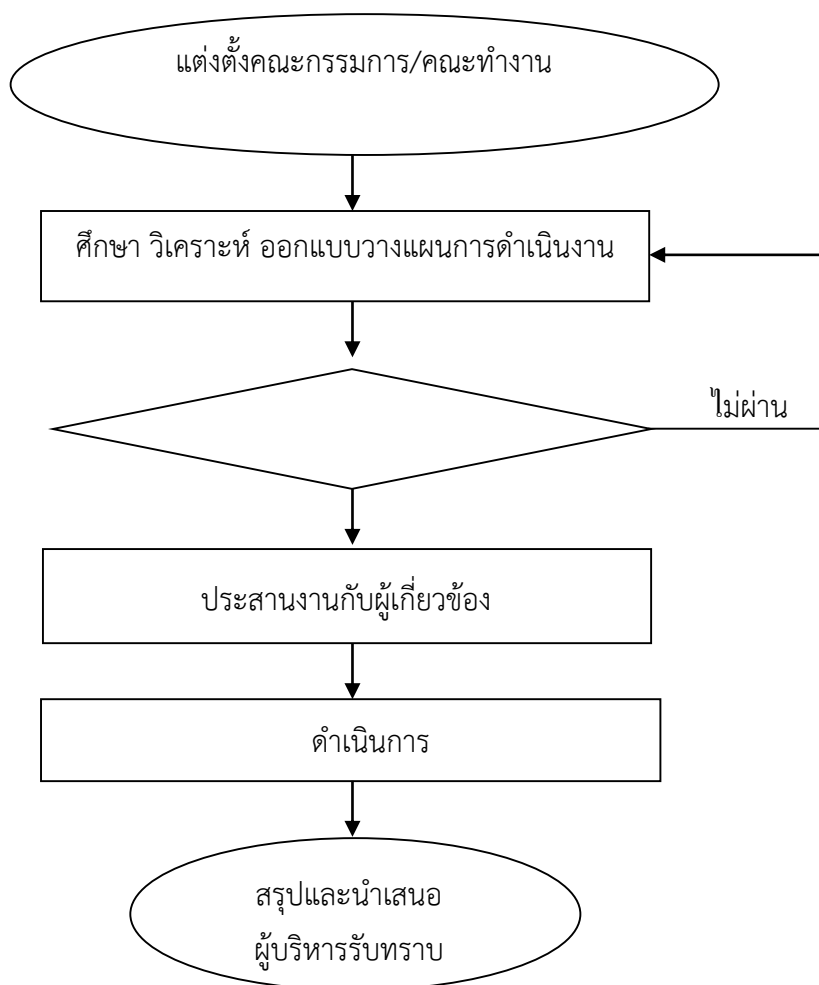 แต่งตั้งคณะกรรมการ/คณะทำงาน
ศึกษา วิเคราะห์ ออกแบบวางแผนการดำเนินงาน
ไม่ผ่าน
ประสานงานกับผู้เกี่ยวข้อง
ดำเนินการ
สรุปและนำเสนอ
ผู้บริหารรับทราบ